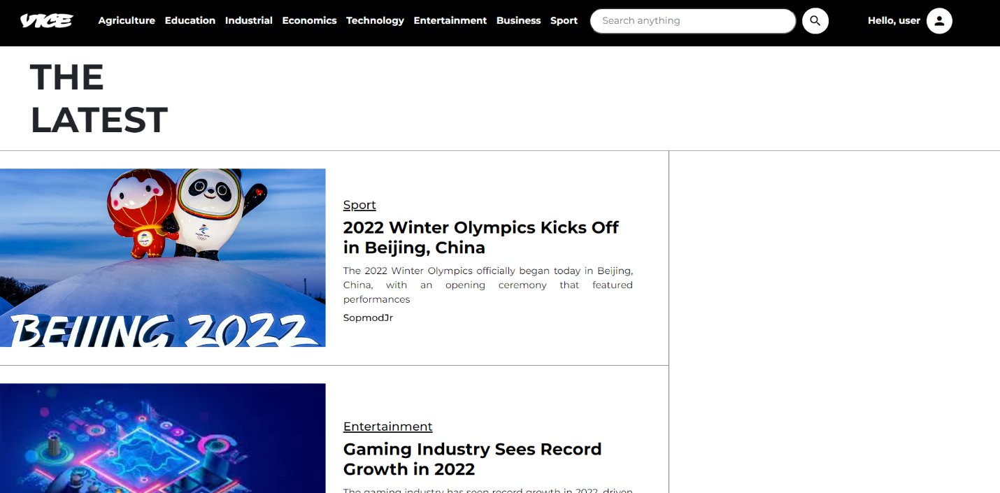 VICE
Agriculture Education Industrial Economics Technology Entertainment Business Sport
Search anything
Hello, user
THE
LATEST
BEIJING 2022
Sport
2022 Winter Olympics Kicks Off
in Beijing, China
The 2022 Winter Olympics officially began today in Beijing,
China, with an opening ceremony that featured
performances
SopmodJr
Entertainment
Gaming Industry Sees Record
Growth in 2022
The gaming industry has seen record growth in 2022, driven